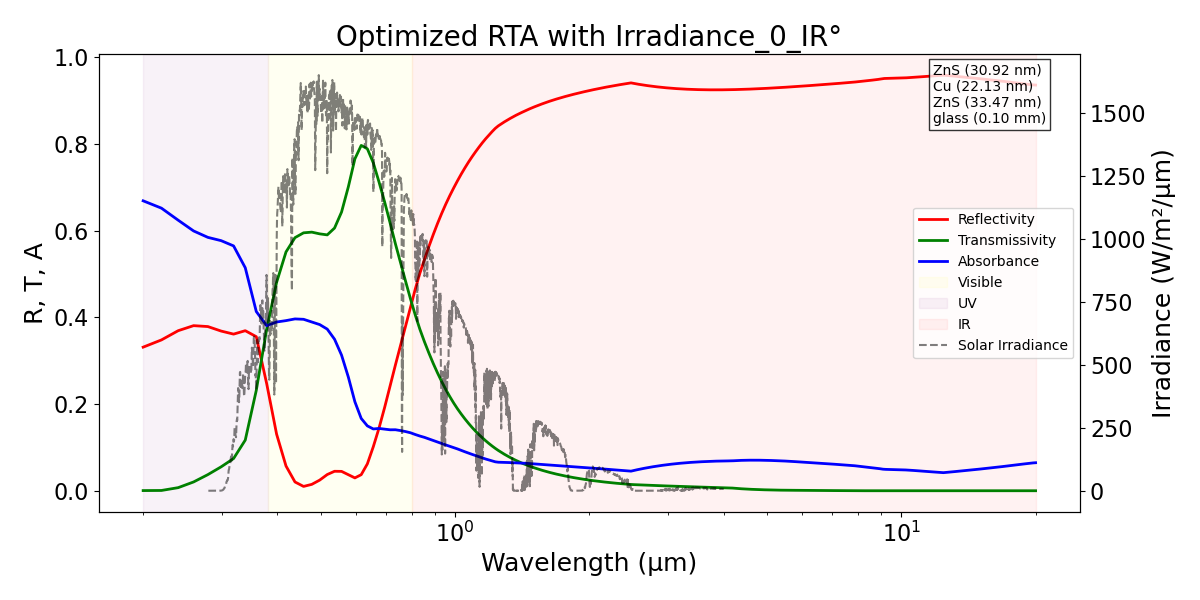 Optimized RTA with Irradiance_0_IR°
ZnS (30.92 nm)
Cu (22.13 nm)
ZnS (33.47 nm)
glass (0.10 mm)
1.0
0.8
0.6
0.4
0.2
0.0
R, T, A
1500
1250
1000
750
500
250
0
Irradiance (W/m²/μm)
Reflectivity
Transmissivity
Absorbance
Visible
UV
IR
Solar Irradiance
10⁰
10¹
Wavelength (μm)